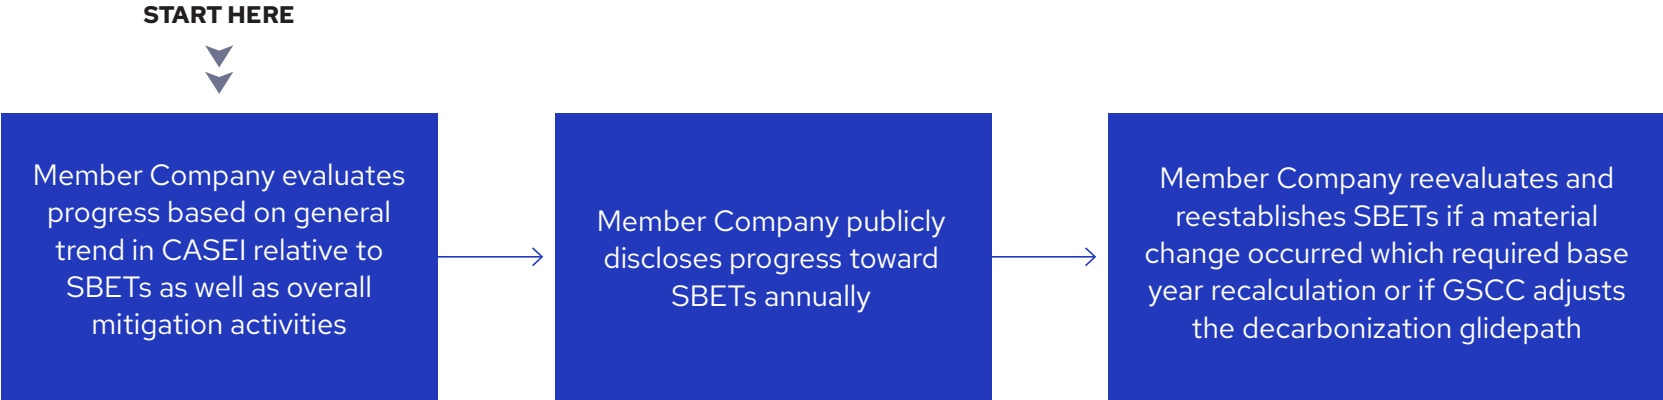 START HERE
Member Company evaluates
progress based on general
trend in CASEI relative to
SBETs as well as overall
mitigation activities
Member Company publicly
discloses progress toward
SBETs annually
Member Company reevaluates and
reestablishes SBETs if a material
change occurred which required base
year recalculation or if GSCC adjusts
the decarbonization glidepath